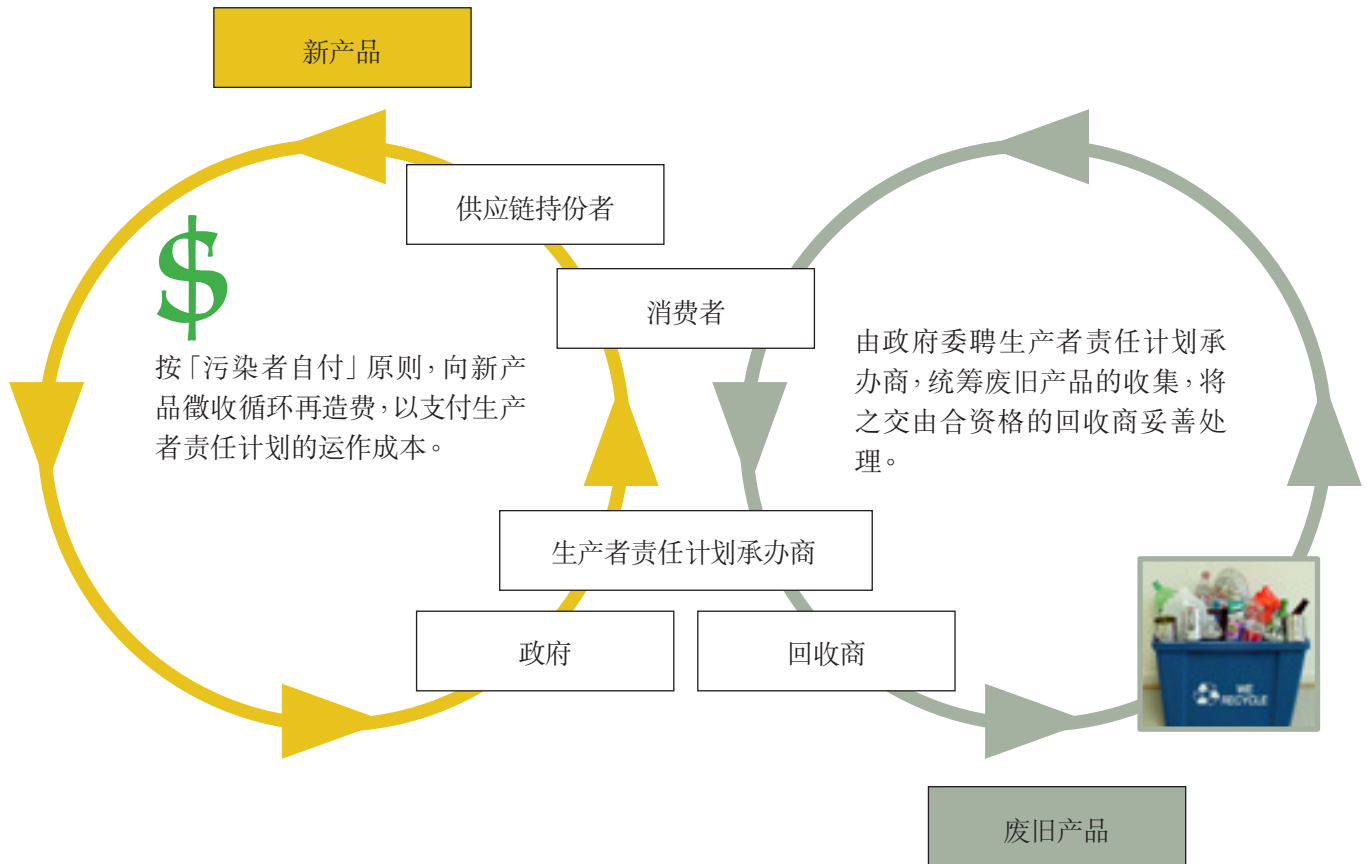 新产品
供应链持份者
消费者
$
按「污染者自付」原则，向新产
品徵收循环再造费，以支付生产
者责任计划的运作成本。
由政府委聘生产者责任计划承
办商，统筹废旧产品的收集，将
之交由合资格的回收商妥善处
理。
生产者责任计划承办商
政府
回收商
WE
RECYCLE
废旧产品